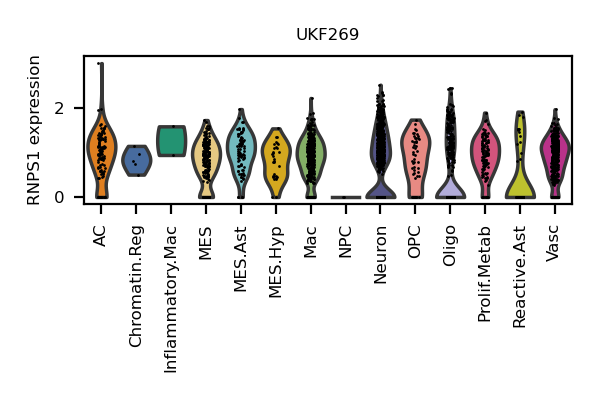 UKF269
RNPS1 expression
2
0
AC
Chromatin.Reg
Inflammatory.Mac
MES
MES.Ast
MES.Hyp
Mac
NPC
Neuron
OPC
Oligo
Prolif.Metab
Reactive.Ast
Vasc